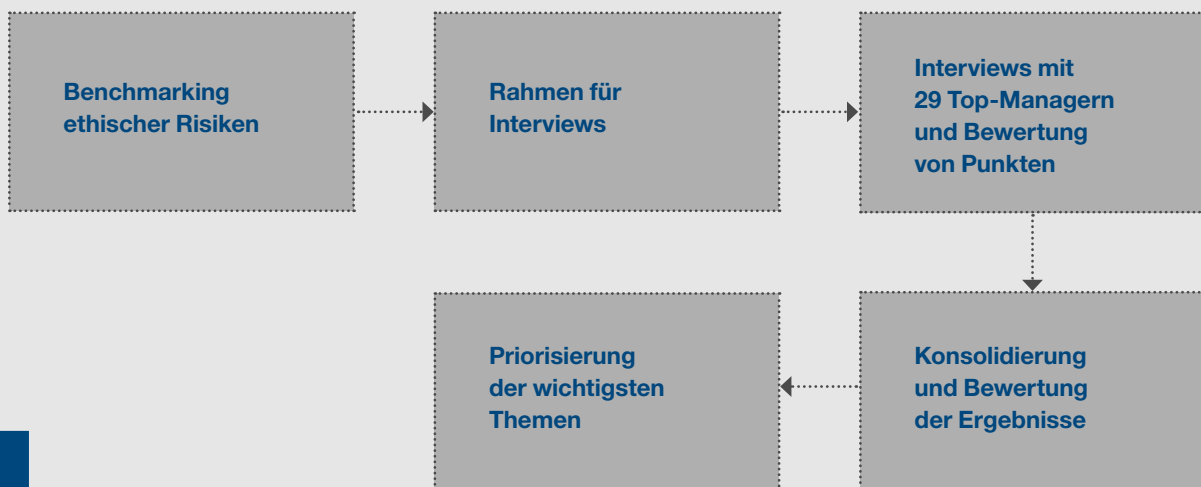 Benchmarking
ethischer Risiken
Rahmen für
Interviews
Interviews mit
29 Top-Managern
und Bewertung
von Punkten
Konsolidierung
und Bewertung
der Ergebnisse
Priorisierung
der wichtigsten
Themen